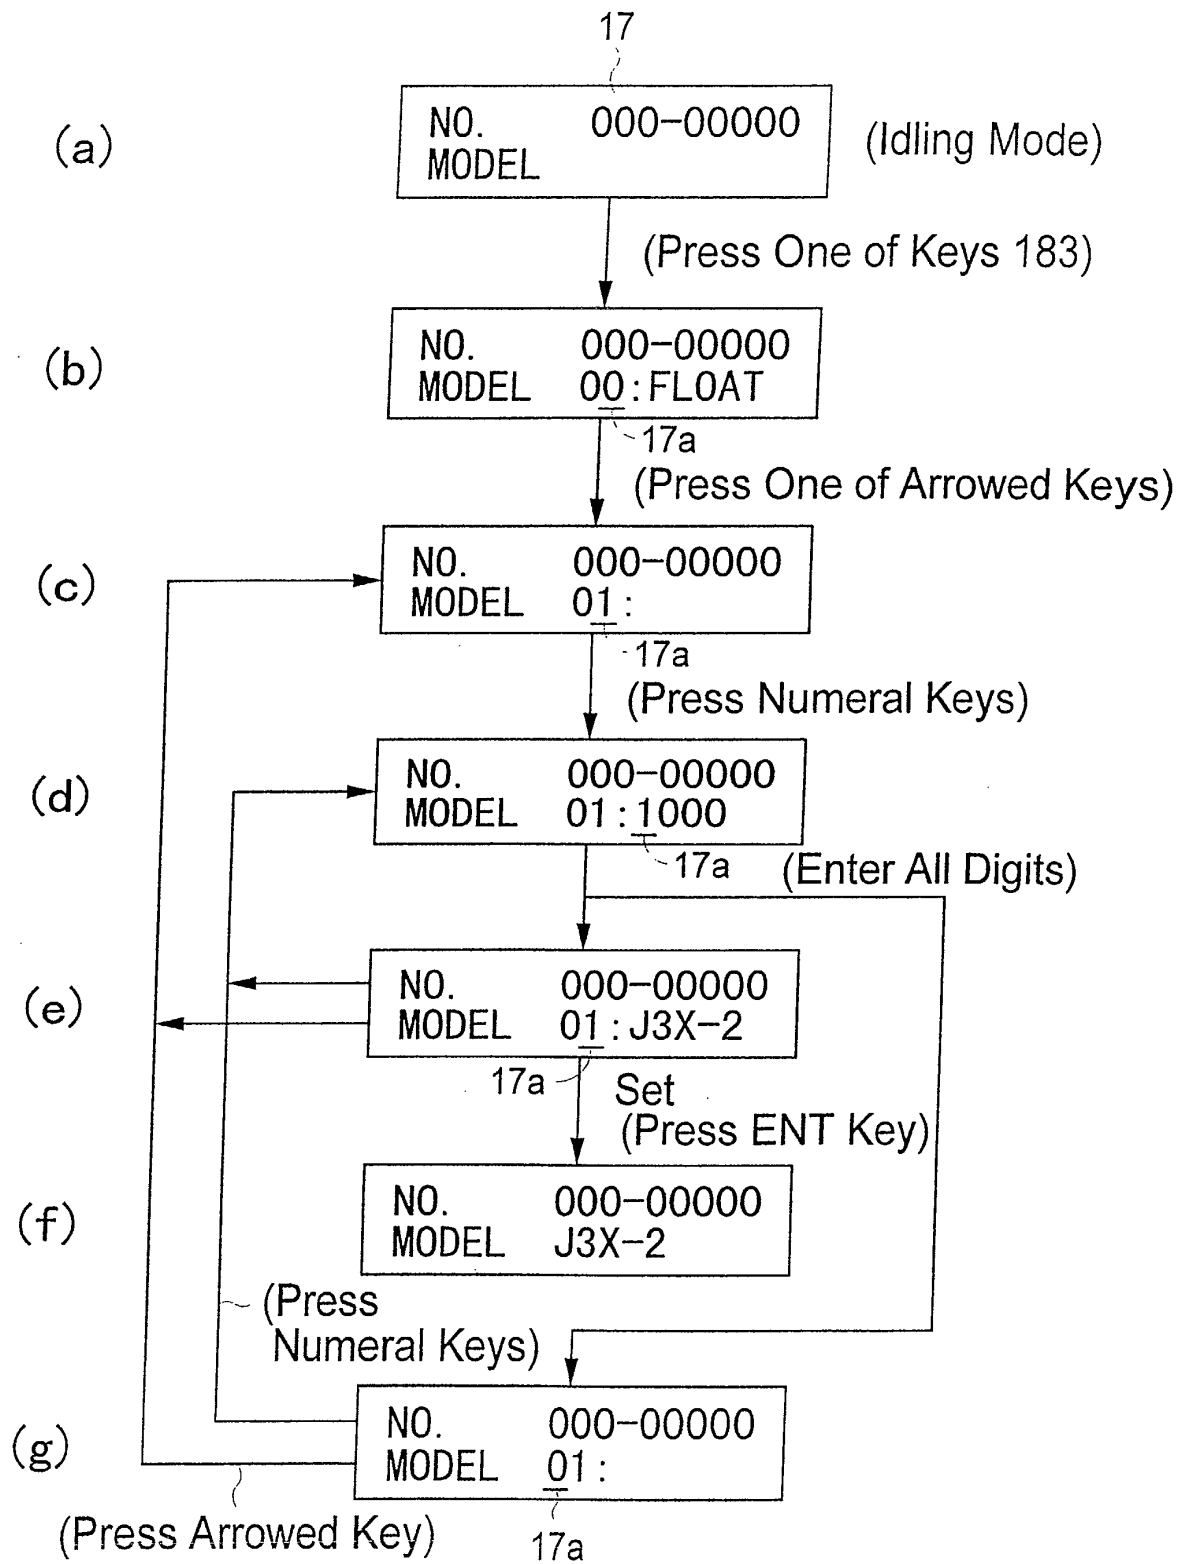 17
(a)
NO. 000-00000
MODEL
(Idling Mode)
(Press One of Keys 183)
(b)
NO. 000-00000
MODEL 00:FLOAT
17a
(Press One of Arrowed Keys)
(c)
NO. 000-00000
MODEL 01:
17a
(Press Numeral Keys)
(d)
NO. 000-00000
MODEL 01:1000
17a
(Enter All Digits)
(e)
NO. 000-00000
MODEL 01:J3X-2
17a
Set
(Press ENT Key)
(f)
NO. 000-00000
MODEL J3X-2
(Press
Numeral Keys)
(g)
NO. 000-00000
MODEL 01:
(Press Arrowed Key)
17a